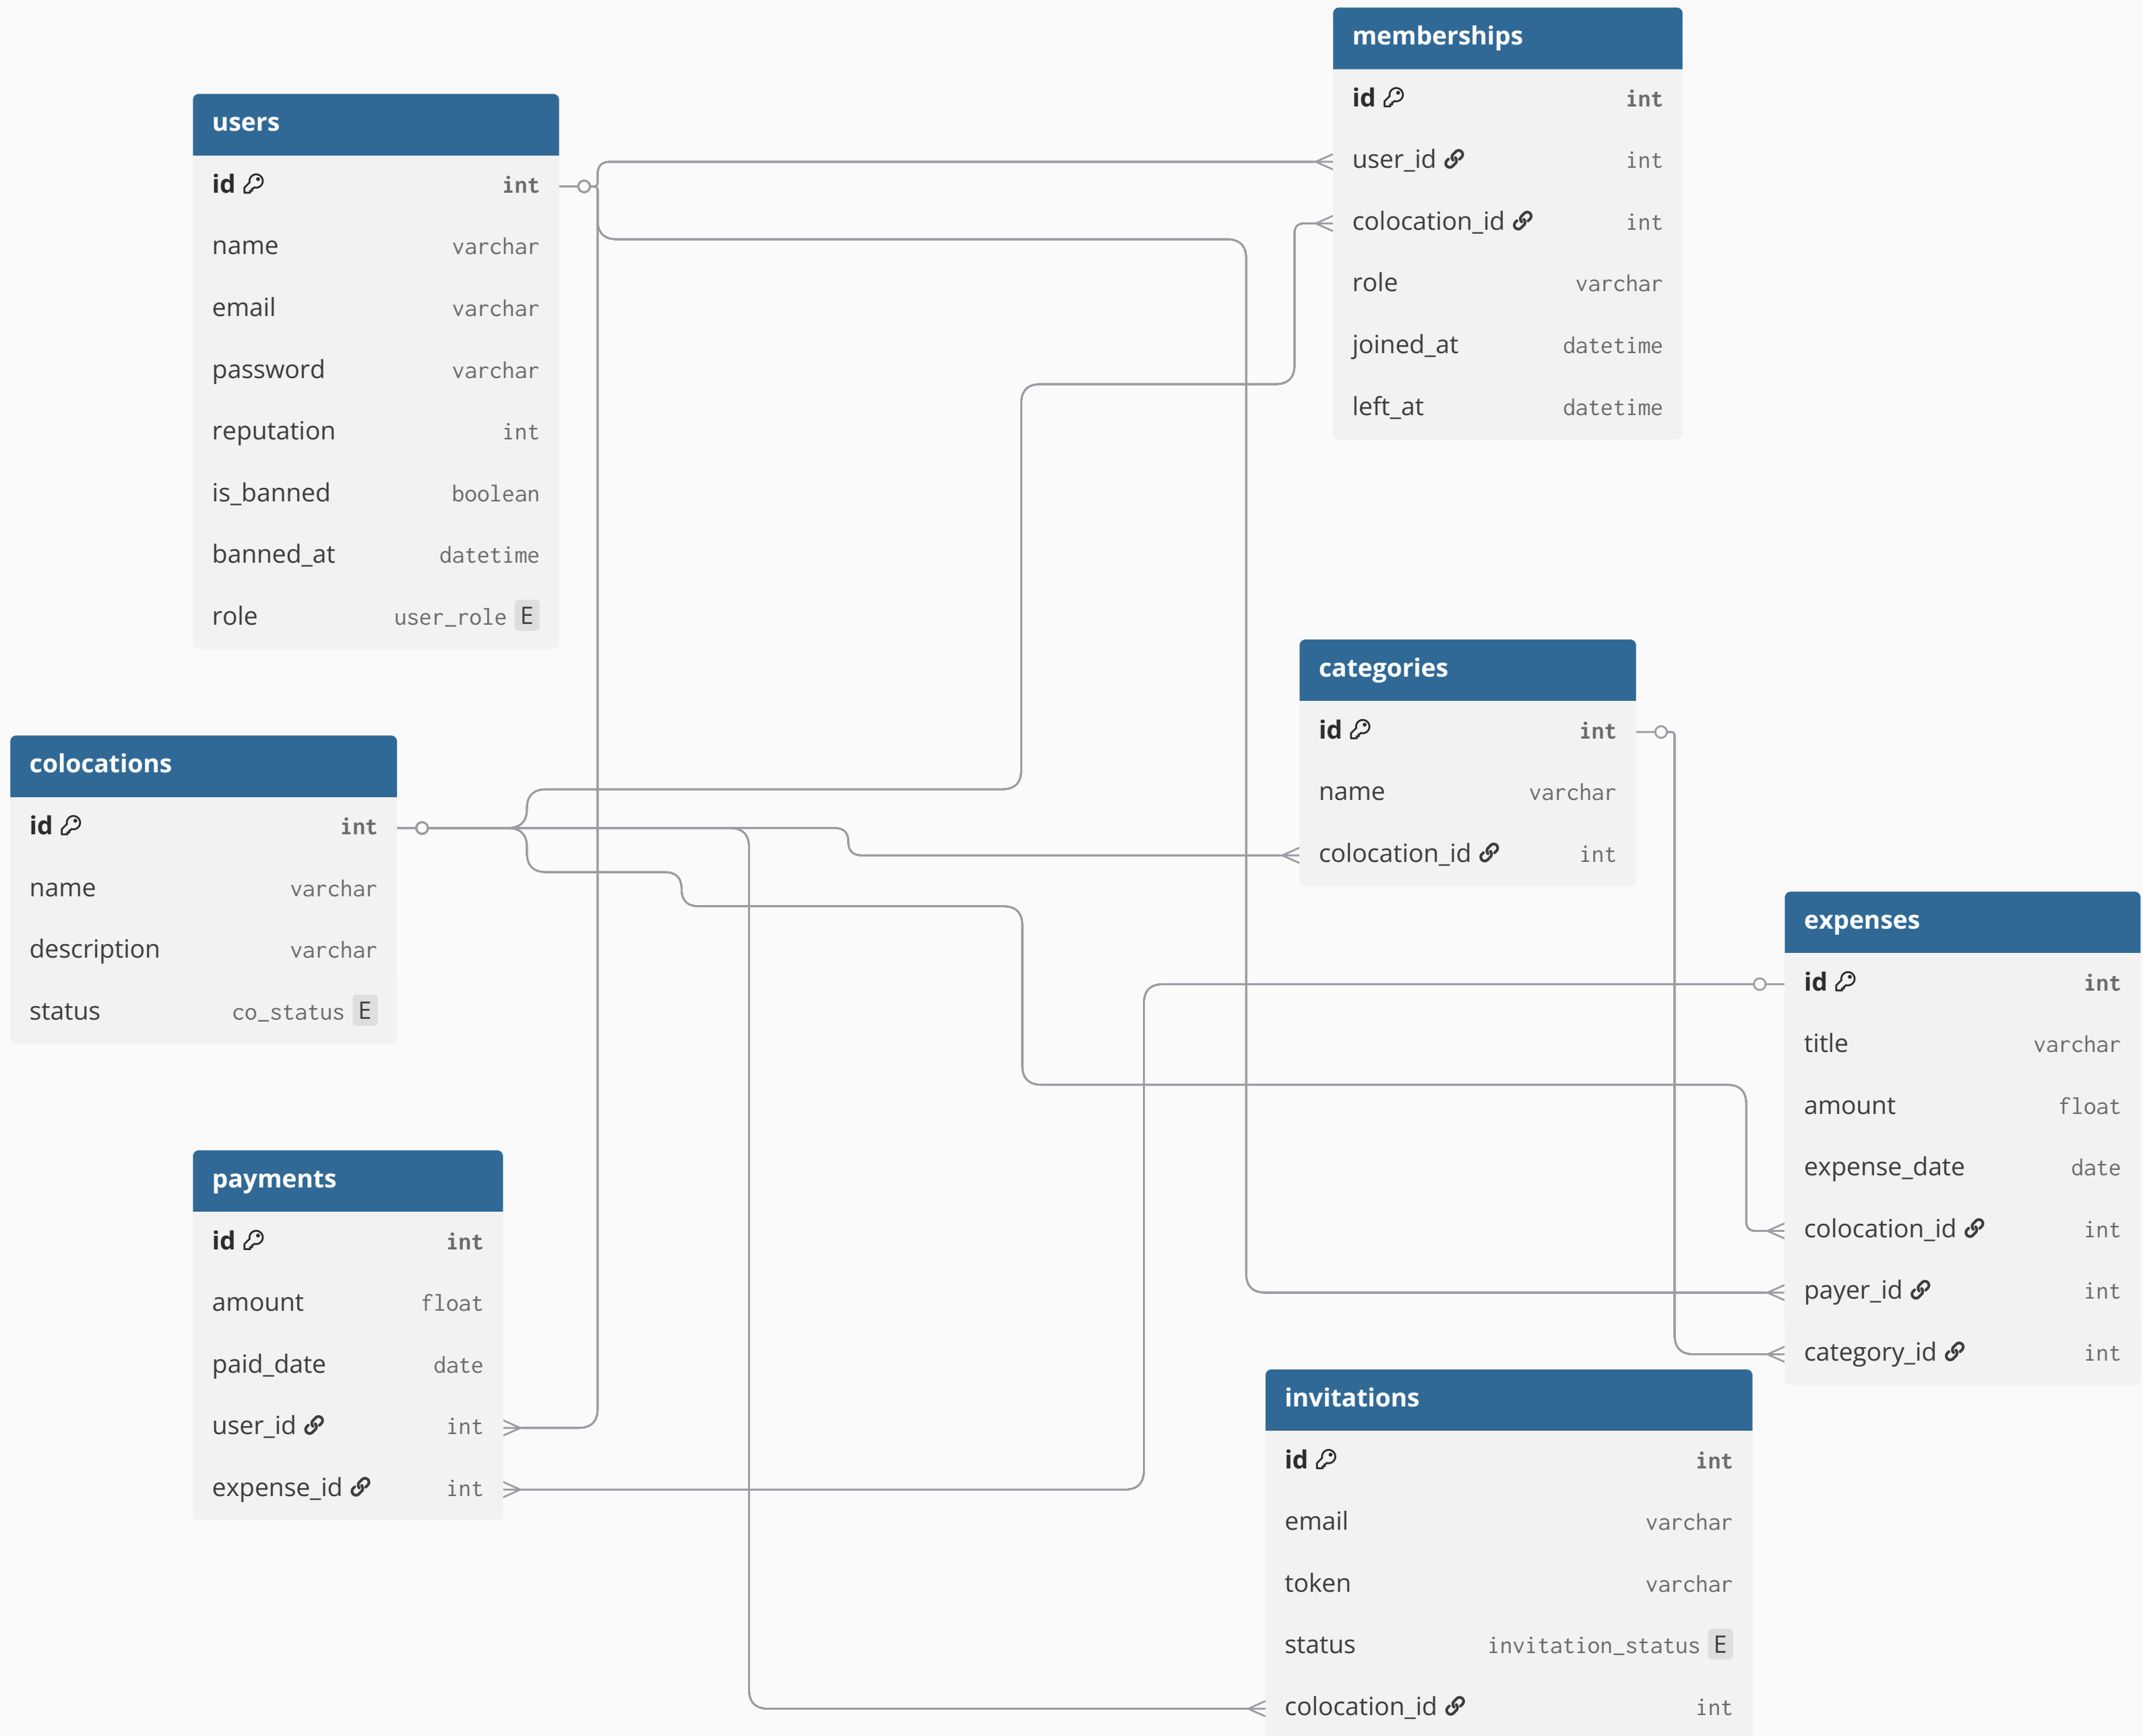 memberships
id int
user_id int
colocation_id int
role varchar
joined_at datetime
left_at datetime
users
id int
name varchar
email varchar
password varchar
reputation int
is_banned boolean
banned_at datetime
role user_role E
categories
id int
name varchar
colocation_id int
colocations
id int
name varchar
description varchar
status co_status E
expenses
id int
title varchar
amount float
expense_date date
colocation_id int
payer_id int
category_id int
payments
id int
amount float
paid_date date
user_id int
expense_id int
invitations
id int
email varchar
token varchar
status invitation_status E
colocation_id int